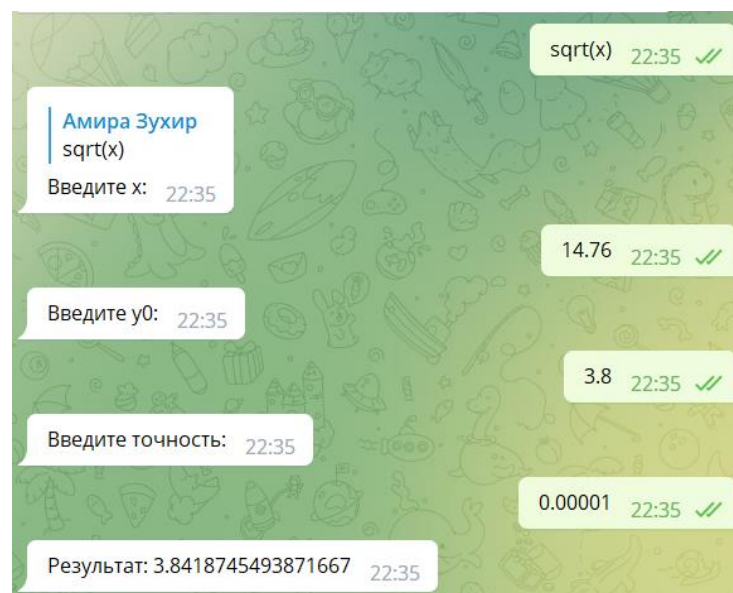 sqrt(x) 22:35
Амира Зухир
sqrt(x)
Введите x: 22:35
14.76 22:35
Введите y0: 22:35
3.8 22:35
Введите точность: 22:35
0.00001 22:35
Результат: 3.8418745493871667 22:35